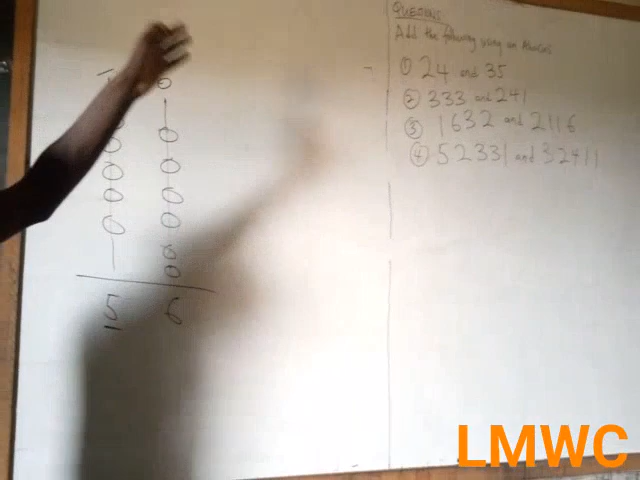 QUESTIONS
Add the following using an Abacus
① 24 and 35
② 333 and 241
③ 1632 and 2116
④ 52331 and 32411
5 6
LMWC